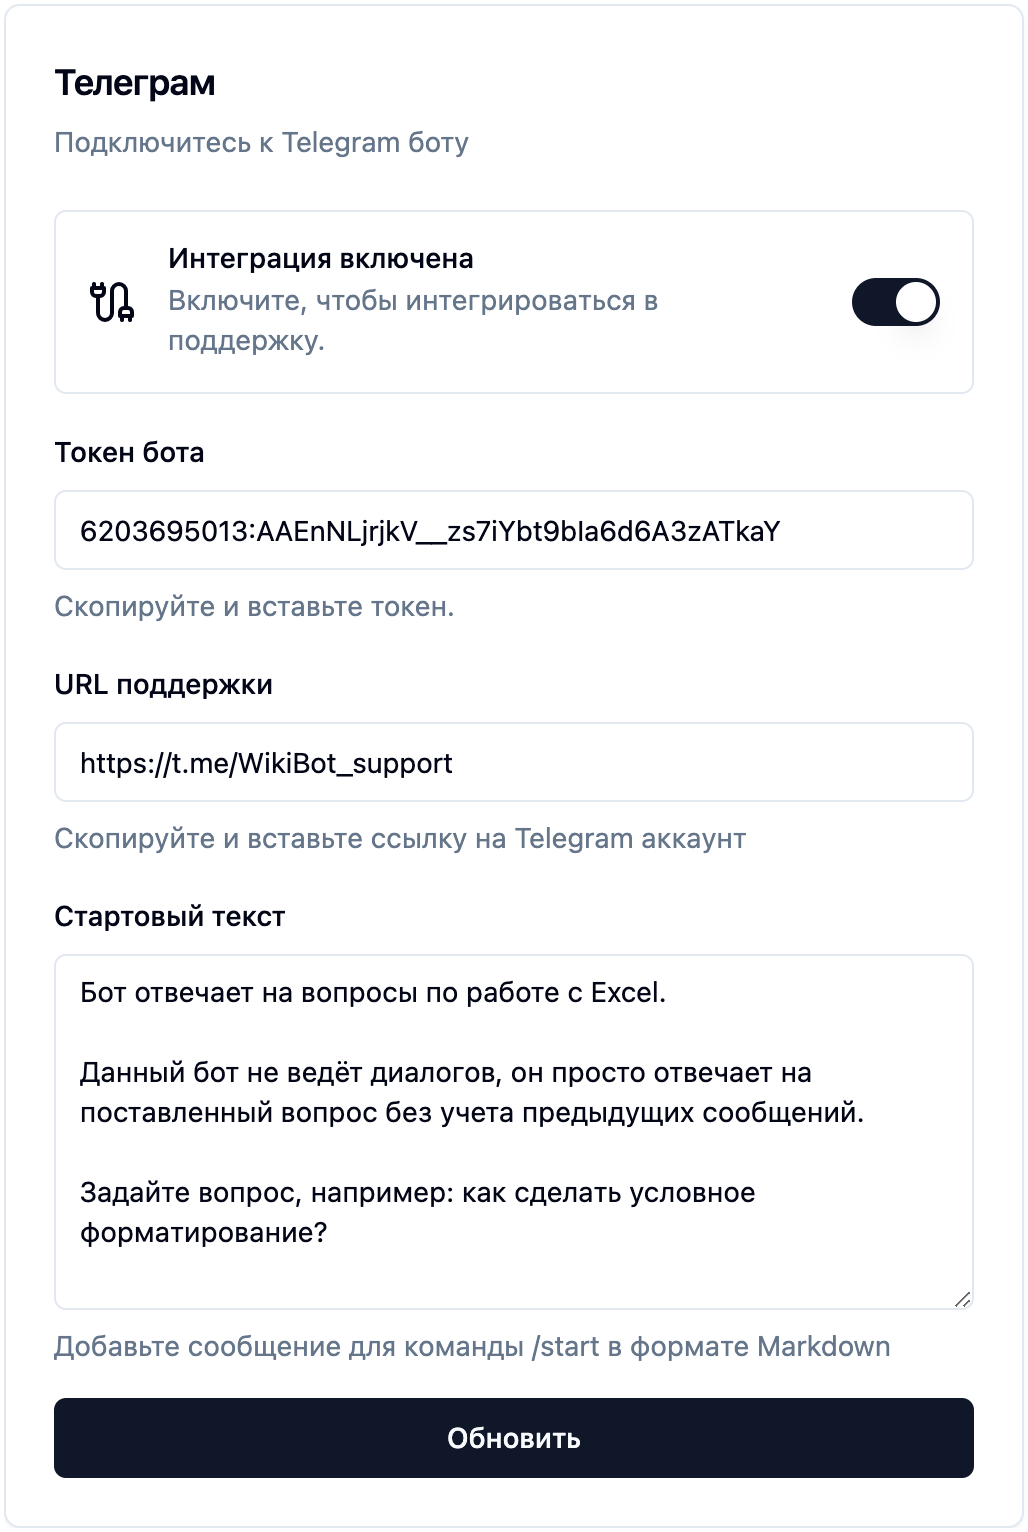 Телеграм
Подключитесь к Telegram боту
Интеграция включена
Включите, чтобы интегрироваться в
поддержку.
Токен бота
6203695013:AAEnNLjrjkV__zs7iYbt9bIa6d6A3zATkaY
Скопируйте и вставьте токен.
URL поддержки
https://t.me/WikiBot_support
Скопируйте и вставьте ссылку на Telegram аккаунт
Стартовый текст
Бот отвечает на вопросы по работе с Excel.
Данный бот не ведёт диалогов, он просто отвечает на
поставленный вопрос без учета предыдущих сообщений.
Задайте вопрос, например: как сделать условное
форматирование?
Добавьте сообщение для команды /start в формате Markdown
Обновить